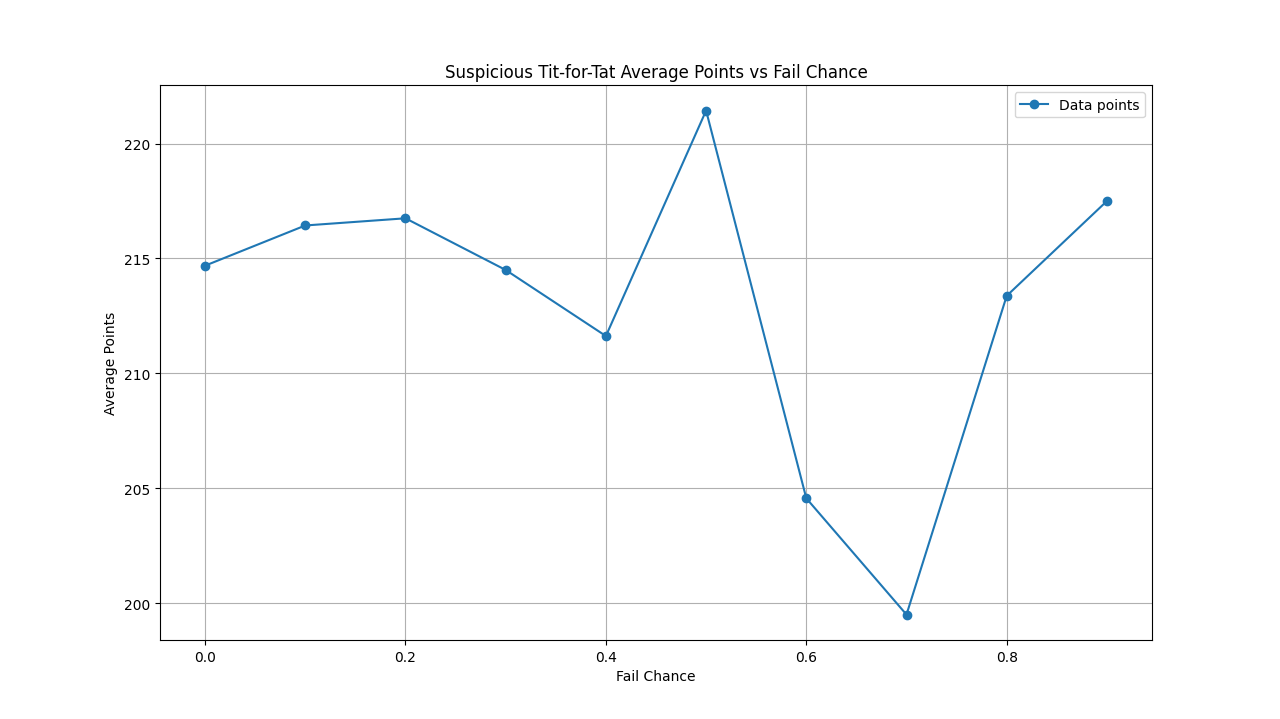 Suspicious Tit-for-Tat Average Points vs Fail Chance
Data points
220
215
210
205
200
Average Points
0.0 0.2 0.4 0.6 0.8
Fail Chance